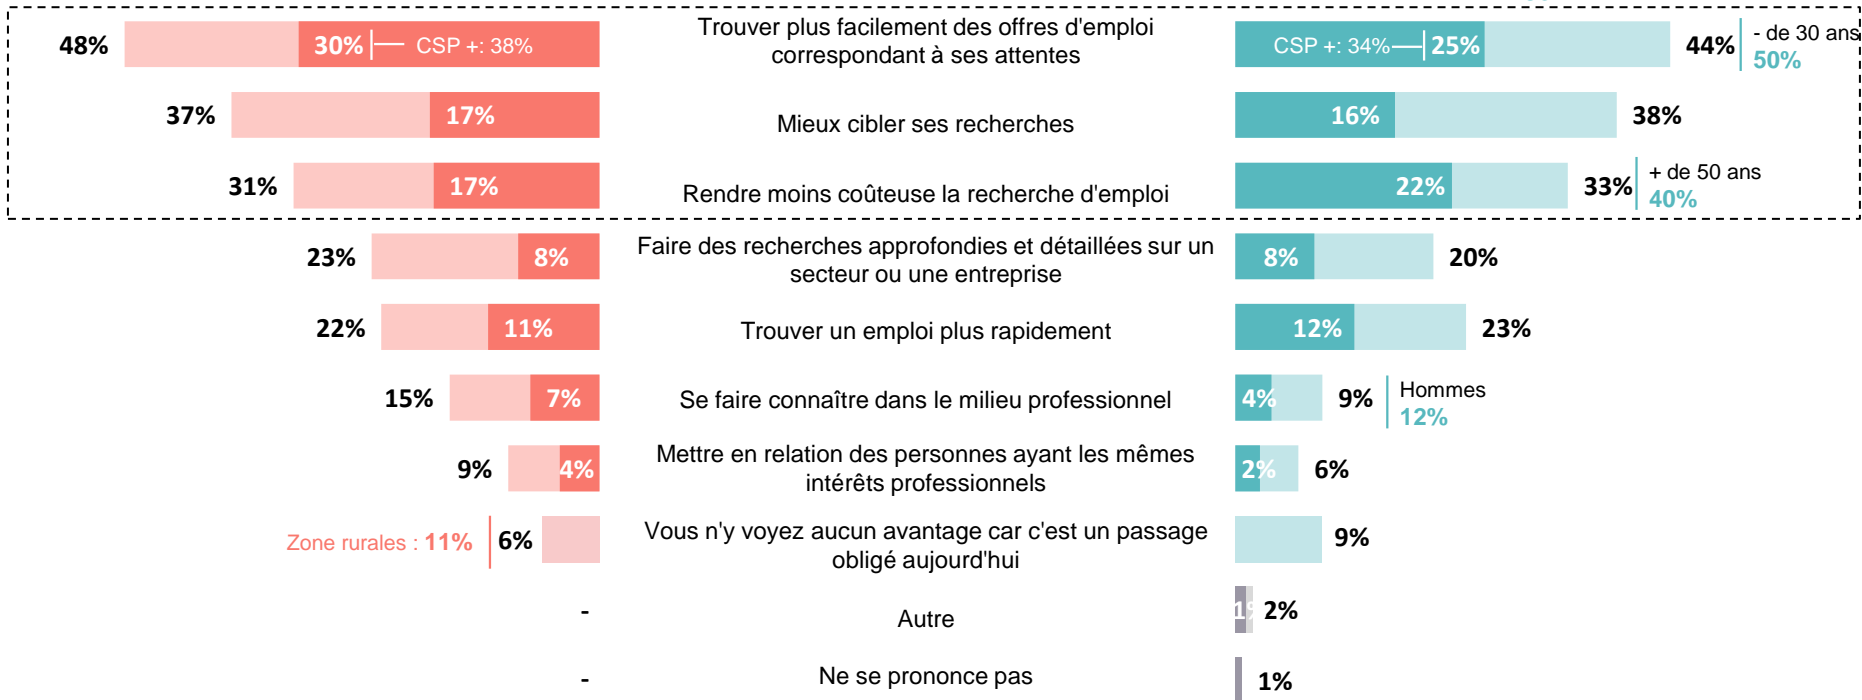 48% 30% CSP +: 38% Trouver plus facilement des offres d'emploi CSP +: 34% 25% 44% - de 30 ans
correspondant à ses attentes 50%
37% 17% Mieux cibler ses recherches 16% 38%
31% 17% Rendre moins coûteuse la recherche d'emploi 22% 33% + de 50 ans
40%
23% 8% Faire des recherches approfondies et détaillées sur un 8% 20%
secteur ou une entreprise
22% 11% Trouver un emploi plus rapidement 12% 23%
15% 7% Se faire connaître dans le milieu professionnel 4% 9% Hommes
12%
9% 4% Mettre en relation des personnes ayant les mêmes 2% 6%
intérêts professionnels
Zone rurales : 11% 6% Vous n'y voyez aucun avantage car c'est un passage 9%
obligé aujourd'hui
- Autre 1% 2%
- Ne se prononce pas 1%